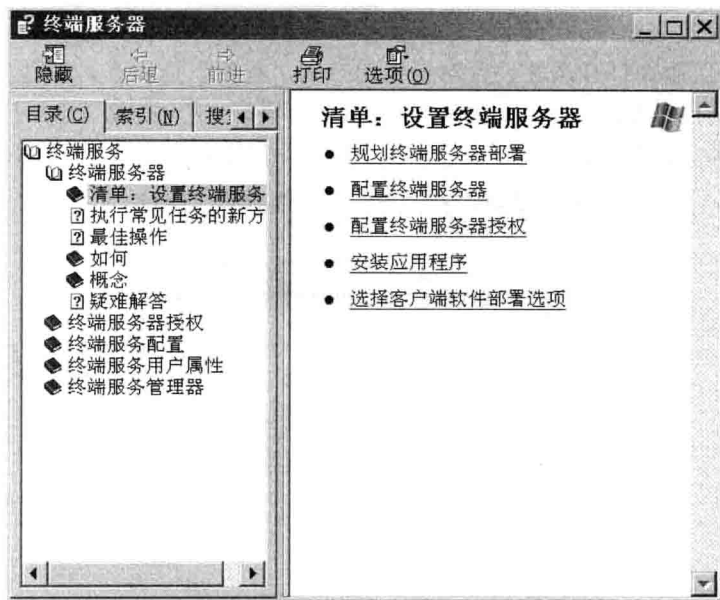 终端服务器
隐藏 后退 前进 打印 选项(O)
目录(C) 索引(N) 搜
终端服务
终端服务器
清单：设置终端服务
执行常见任务的新方
最佳操作
如何
概念
疑难解答
终端服务器授权
终端服务配置
终端服务用户属性
终端服务管理器
清单：设置终端服务器
规划终端服务器部署
配置终端服务器
配置终端服务器授权
安装应用程序
选择客户端软件部署选项